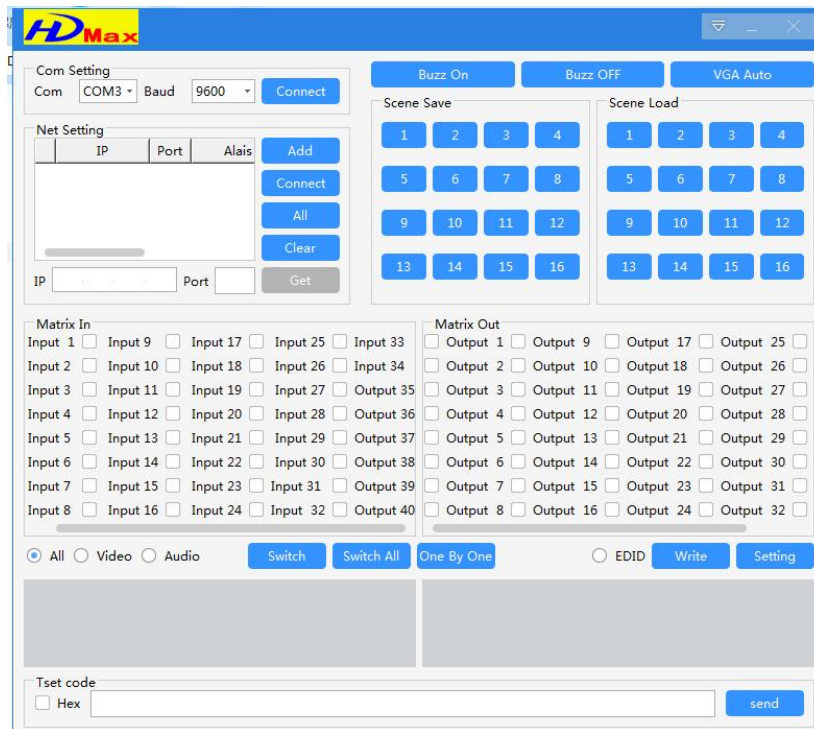 HDMax
Com Setting
Com COM3 Baud 9600 Connect
Buzz On Buzz OFF VGA Auto
Net Setting
IP Port Alais
Add
Connect
All
Clear
IP Port Get
Scene Save
1 2 3 4
5 6 7 8
9 10 11 12
13 14 15 16
Scene Load
1 2 3 4
5 6 7 8
9 10 11 12
13 14 15 16
Matrix In
Input 1 Input 9 Input 17 Input 25 Input 33
Input 2 Input 10 Input 18 Input 26 Input 34
Input 3 Input 11 Input 19 Input 27 Output 35
Input 4 Input 12 Input 20 Input 28 Output 36
Input 5 Input 13 Input 21 Input 29 Output 37
Input 6 Input 14 Input 22 Input 30 Output 38
Input 7 Input 15 Input 23 Input 31 Output 39
Input 8 Input 16 Input 24 Input 32 Output 40
Matrix Out
Output 1 Output 9 Output 17 Output 25
Output 2 Output 10 Output 18 Output 26
Output 3 Output 11 Output 19 Output 27
Output 4 Output 12 Output 20 Output 28
Output 5 Output 13 Output 21 Output 29
Output 6 Output 14 Output 22 Output 30
Output 7 Output 15 Output 23 Output 31
Output 8 Output 16 Output 24 Output 32
All Video Audio Switch Switch All One By One EDID Write Setting
Tset code
Hex send